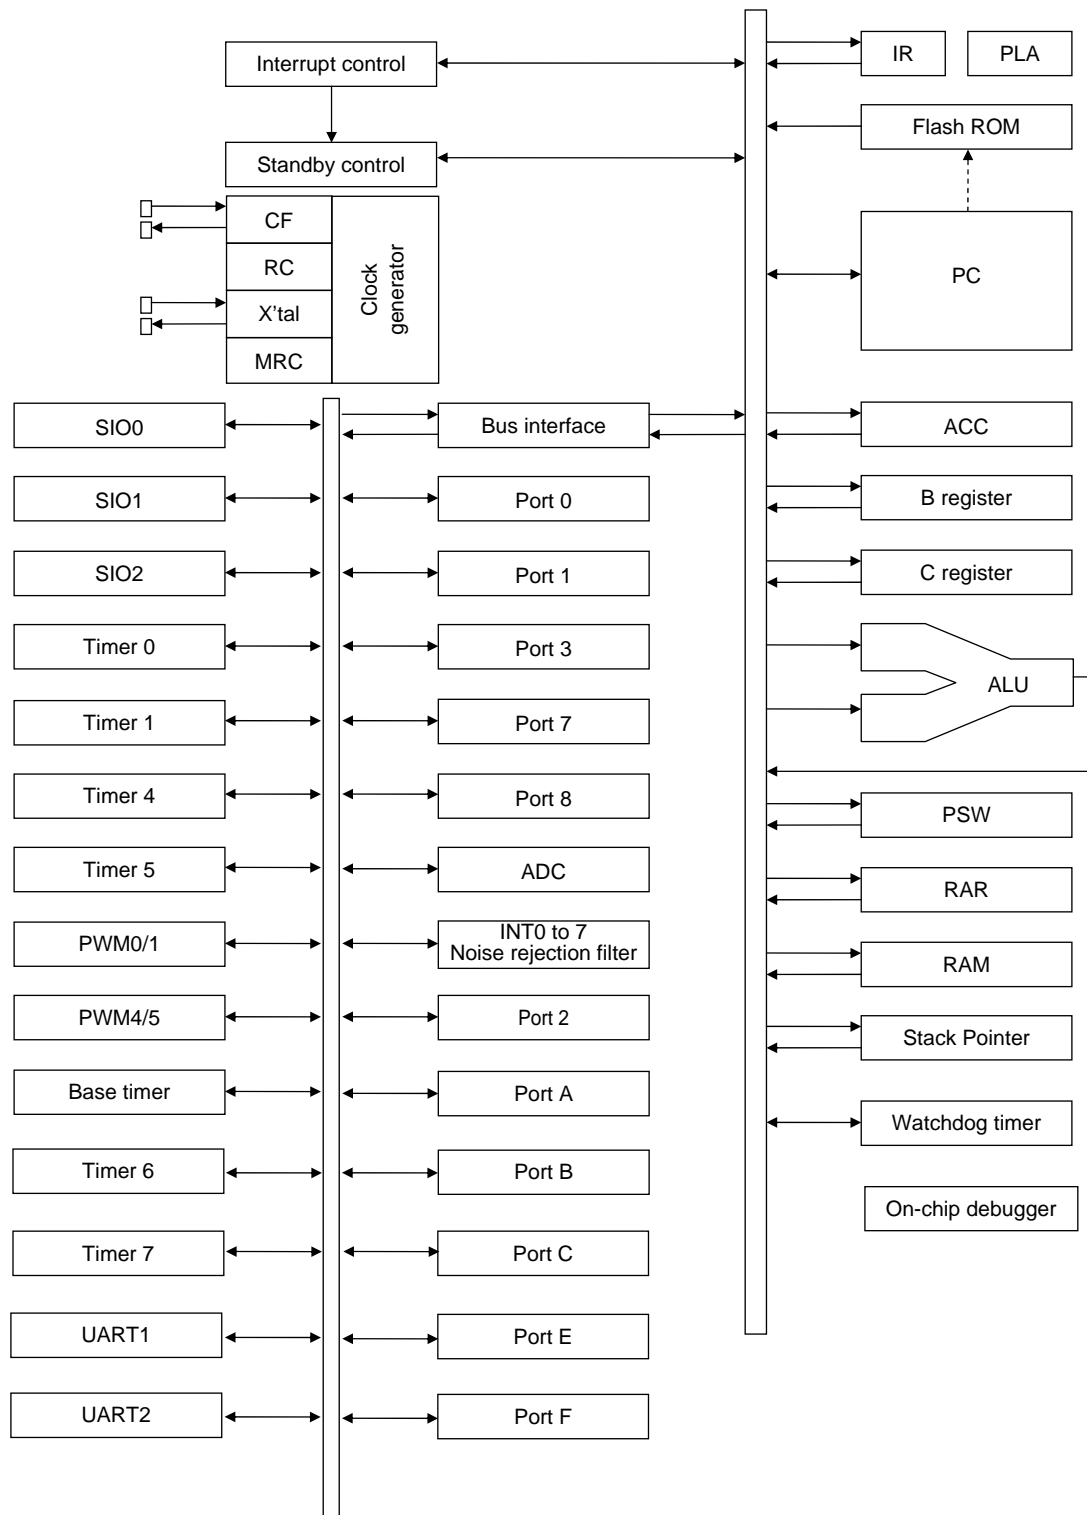 Interrupt control
IR
PLA
Flash ROM
Standby control
CF
RC
X'tal
MRC
Clock
generator
PC
SIO0
Bus interface
ACC
SIO1
Port 0
B register
SIO2
Port 1
C register
Timer 0
Port 3
ALU
Timer 1
Port 7
Timer 4
Port 8
PSW
Timer 5
ADC
RAR
PWM0/1
INT0 to 7
Noise rejection filter
RAM
PWM4/5
Port 2
Stack Pointer
Base timer
Port A
Watchdog timer
Timer 6
Port B
On-chip debugger
Timer 7
Port C
UART1
Port E
UART2
Port F